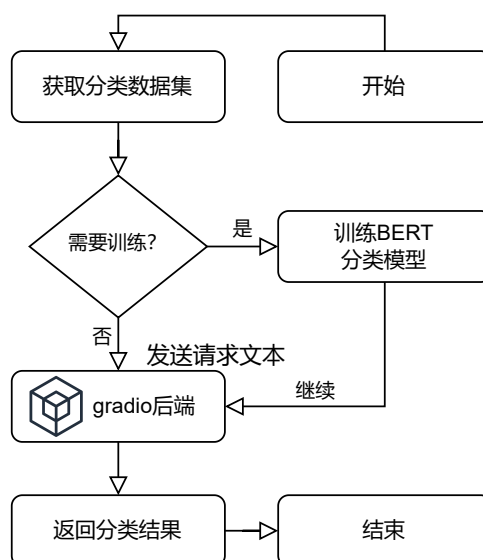 获取分类数据集
开始
需要训练?
是
训练BERT
分类模型
否
发送请求文本
gradio后端
继续
返回分类结果
结束